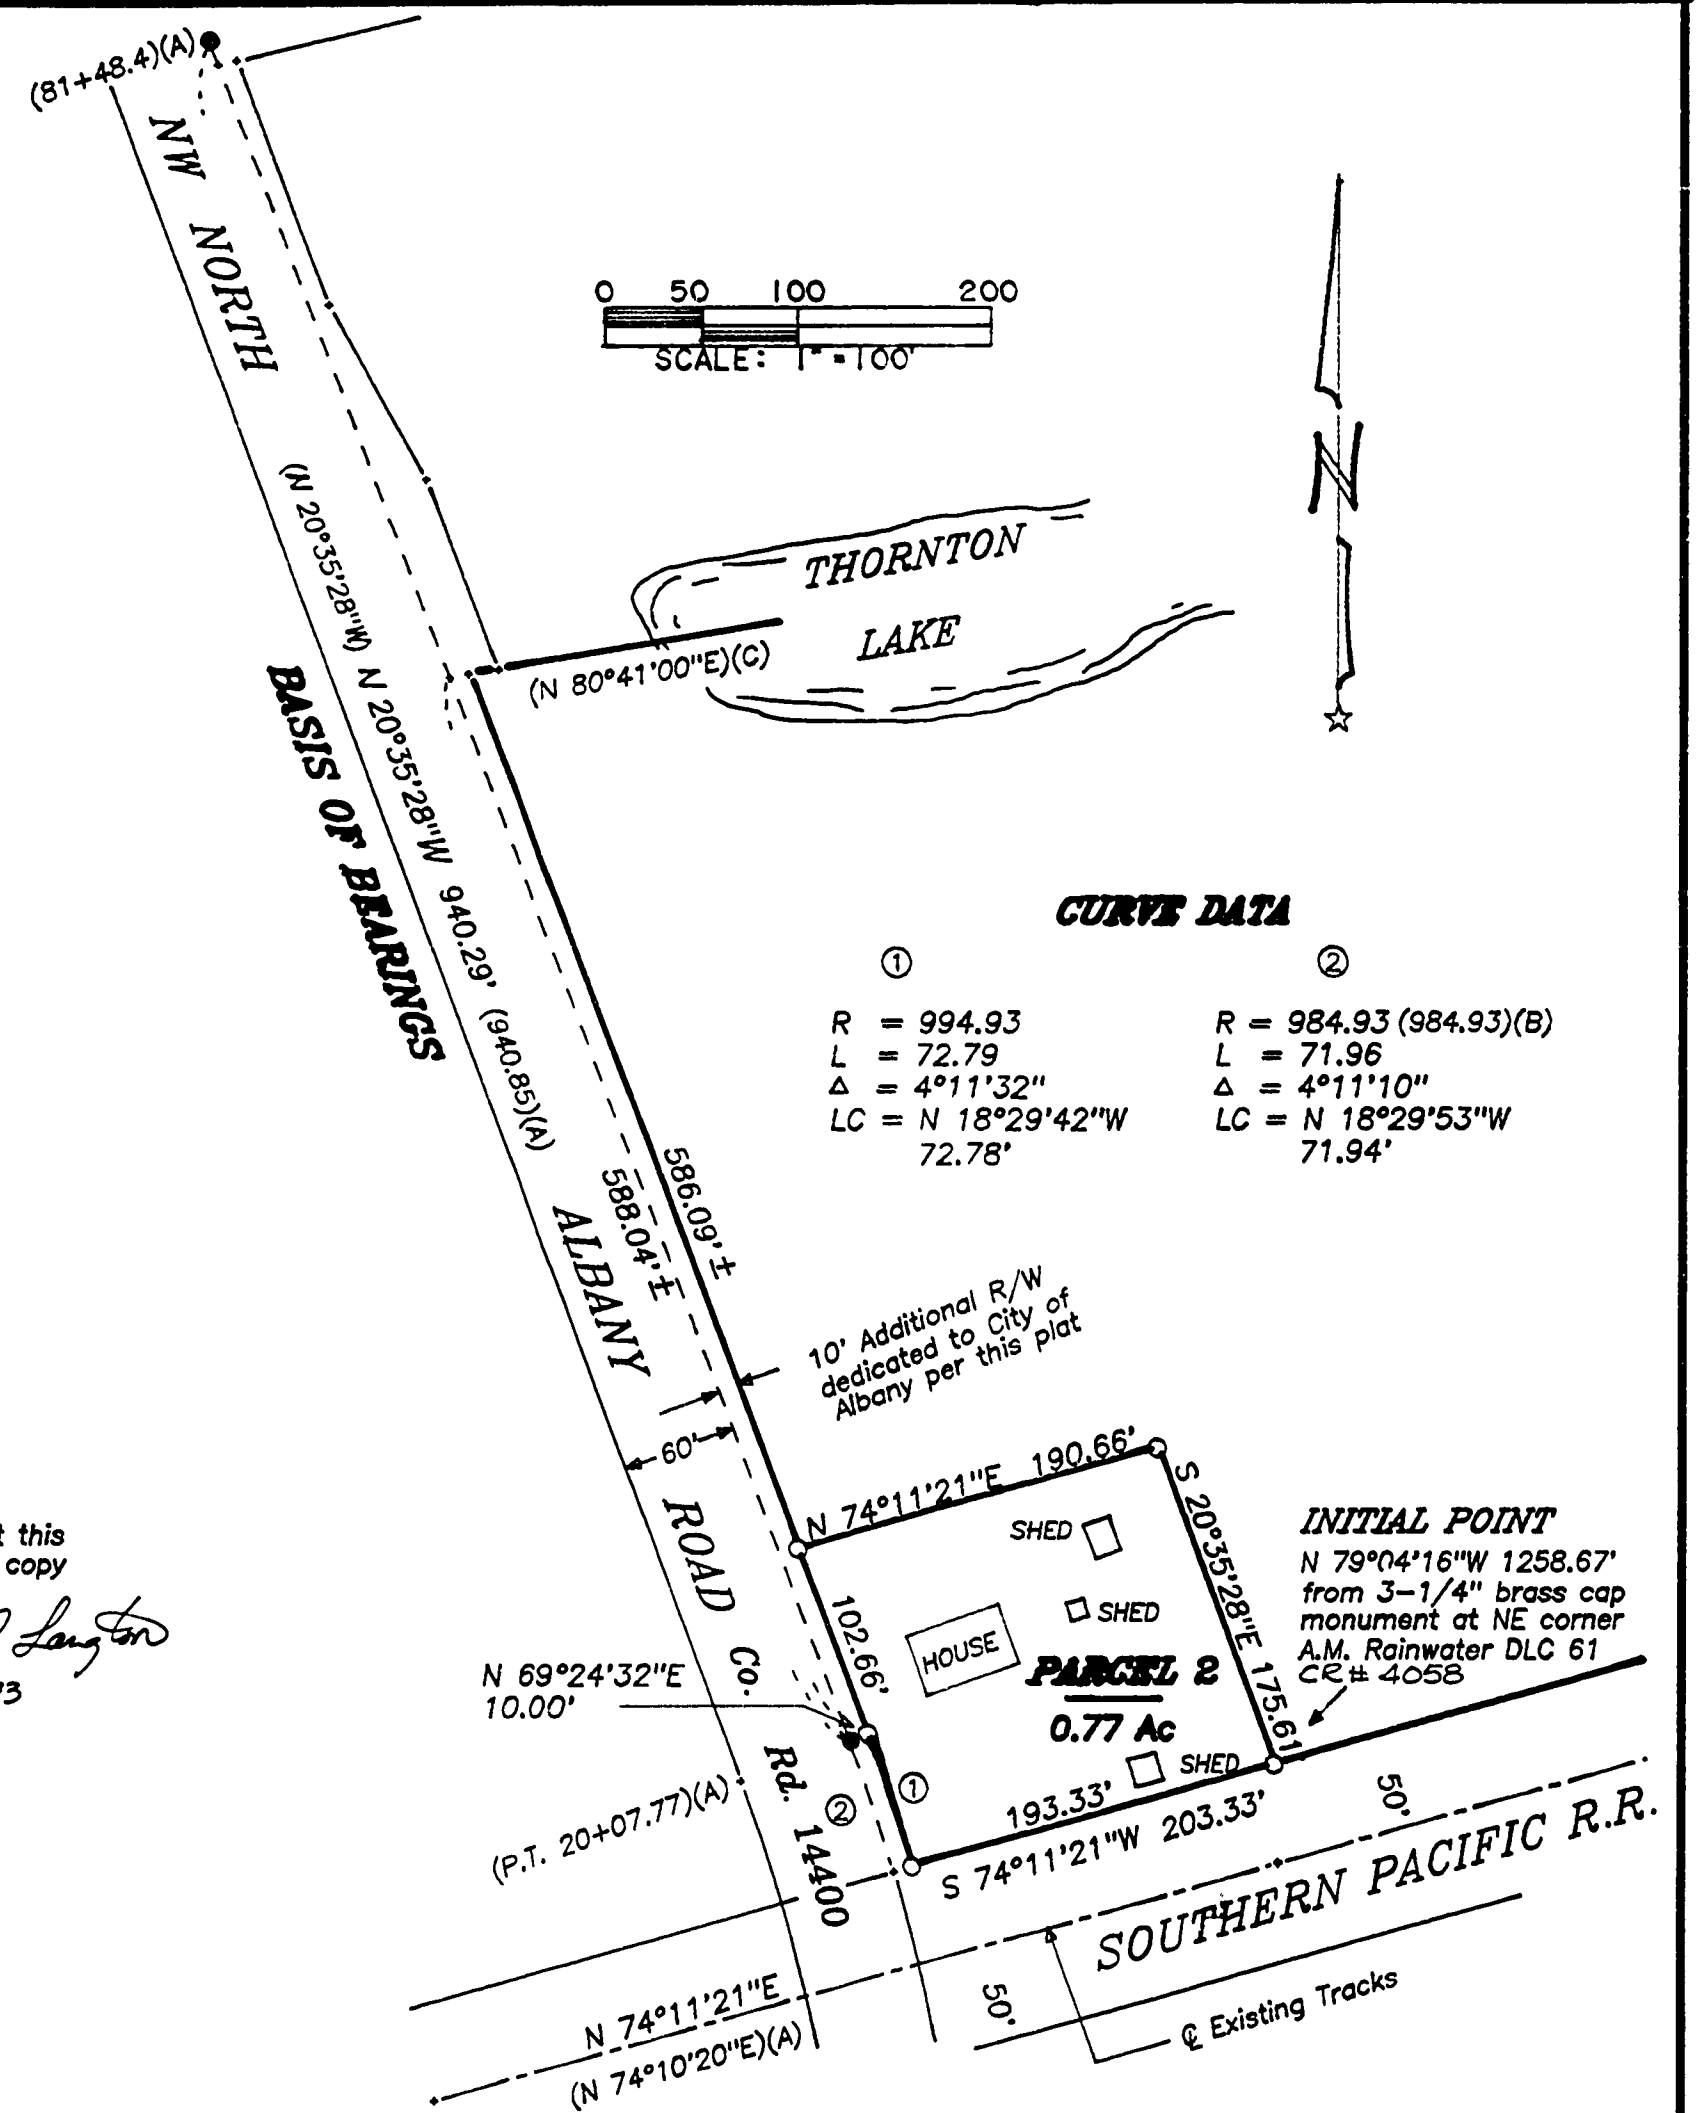 (81+48.4)(A)
NW NORTH
0 50 100 200
SCALE: 1"=100'
THORNTON
LAKE
(N 80°41'00"E)(C)
(N 20°35'28"W) N 20°35'28"W 940.29' (940.85)(A)
BASIS OF BEARINGS
N
CURVE DATA
① ②
R = 994.93
L = 72.79
Δ = 4°11'32"
LC = N 18°29'42"W
72.78'
R = 984.93 (984.93)(B)
L = 71.96
Δ = 4°11'10"
LC = N 18°29'53"W
71.94'
586.09'±
588.04'±
ALBANY
10' Additional R/W
dedicated to City of
Albany per this plat
60'
ROAD
N 74°11'21"E 190.66'
S 20°35'28"E 175.61
SHED
SHED
HOUSE
102.66'
PARCEL 2
0.77 Ac
SHED
INITIAL POINT
N 79°04'16"W 1258.67'
from 3-1/4" brass cap
monument at NE corner
A.M. Rainwater DLC 61
CR# 4058
t this
copy
Langton
3
N 69°24'32"E
10.00'
Co.
Rd. 14400
① 
②
(P.T. 20+07.77)(A)
193.33'
S 74°11'21"W 203.33'
50'
SOUTHERN PACIFIC R.R.
50'
℄ Existing Tracks
N 74°11'21"E
(N 74°10'20"E)(A)